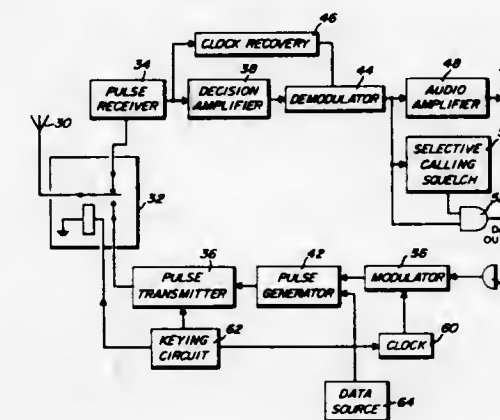 46
CLOCK RECOVERY
34
38
44
48
PULSE
RECEIVER
DECISION
AMPLIFIER
DEMODULATOR
AUDIO
AMPLIFIER
30
SELECTIVE
CALLING
SQUELCH
32
36
42
56
PULSE
TRANSMITTER
PULSE
GENERATOR
MODULATOR
62
60
KEYING
CIRCUIT
CLOCK
DATA
SOURCE
64